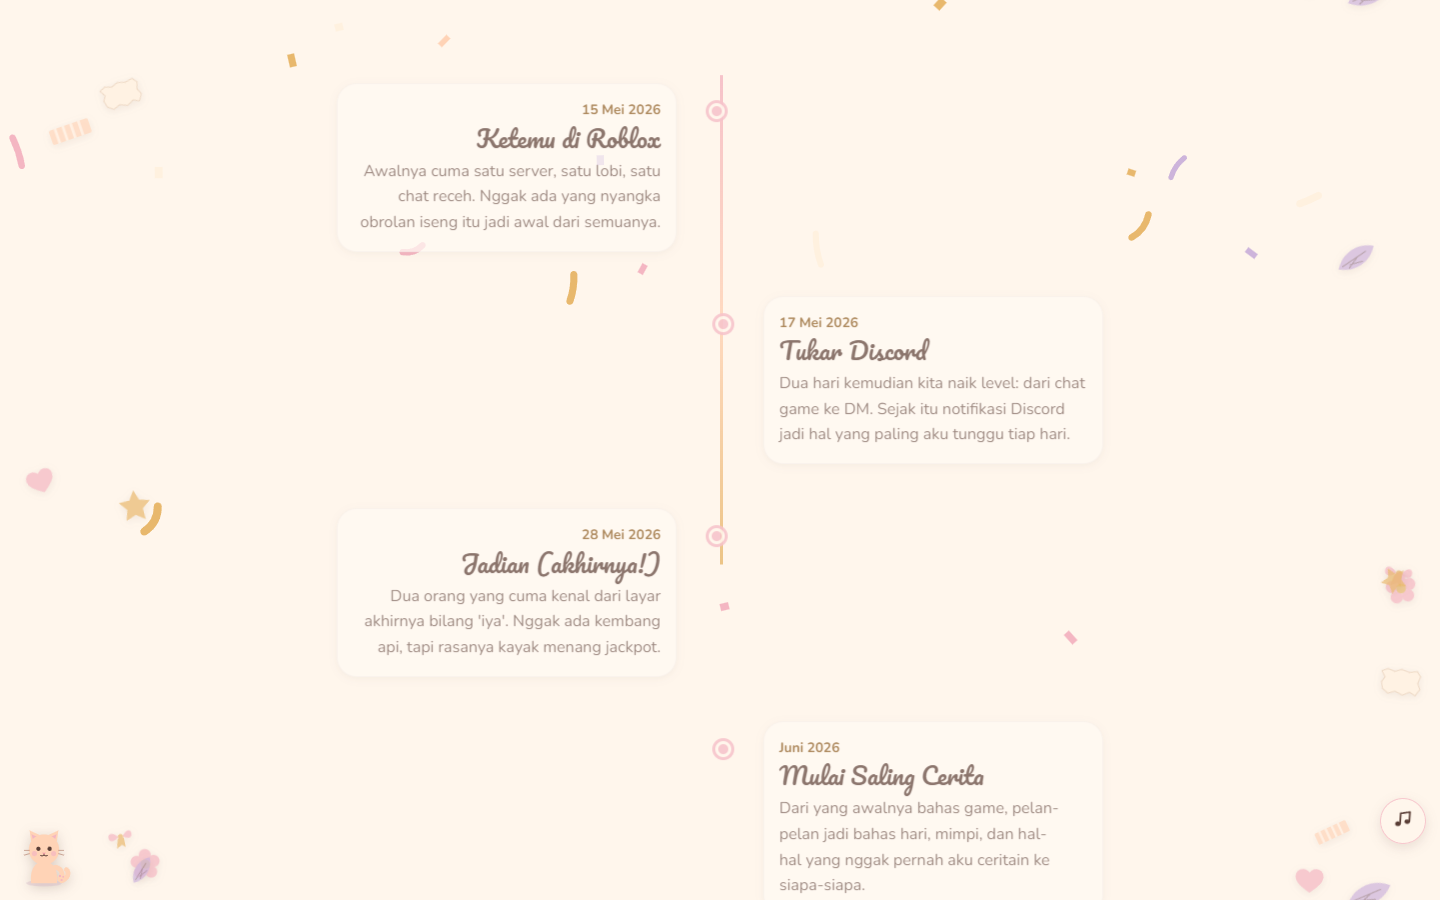 15 Mei 2026
Ketemu di Roblox
Awalnya cuma satu server, satu lobi, satu
chat receh. Nggak ada yang nyangka
obrolan iseng itu jadi awal dari semuanya.
17 Mei 2026
Tukar Discord
Dua hari kemudian kita naik level: dari chat
game ke DM. Sejak itu notifikasi Discord
jadi hal yang paling aku tunggu tiap hari.
28 Mei 2026
Jadian (akhirnya!)
Dua orang yang cuma kenal dari layar
akhirnya bilang 'iya'. Nggak ada kembang
api, tapi rasanya kayak menang jackpot.
Juni 2026
Mulai Saling Cerita
Dari yang awalnya bahas game, pelan-
pelan jadi bahas hari, mimpi, dan hal-
hal yang nggak pernah aku ceritain ke
siapa-siapa.